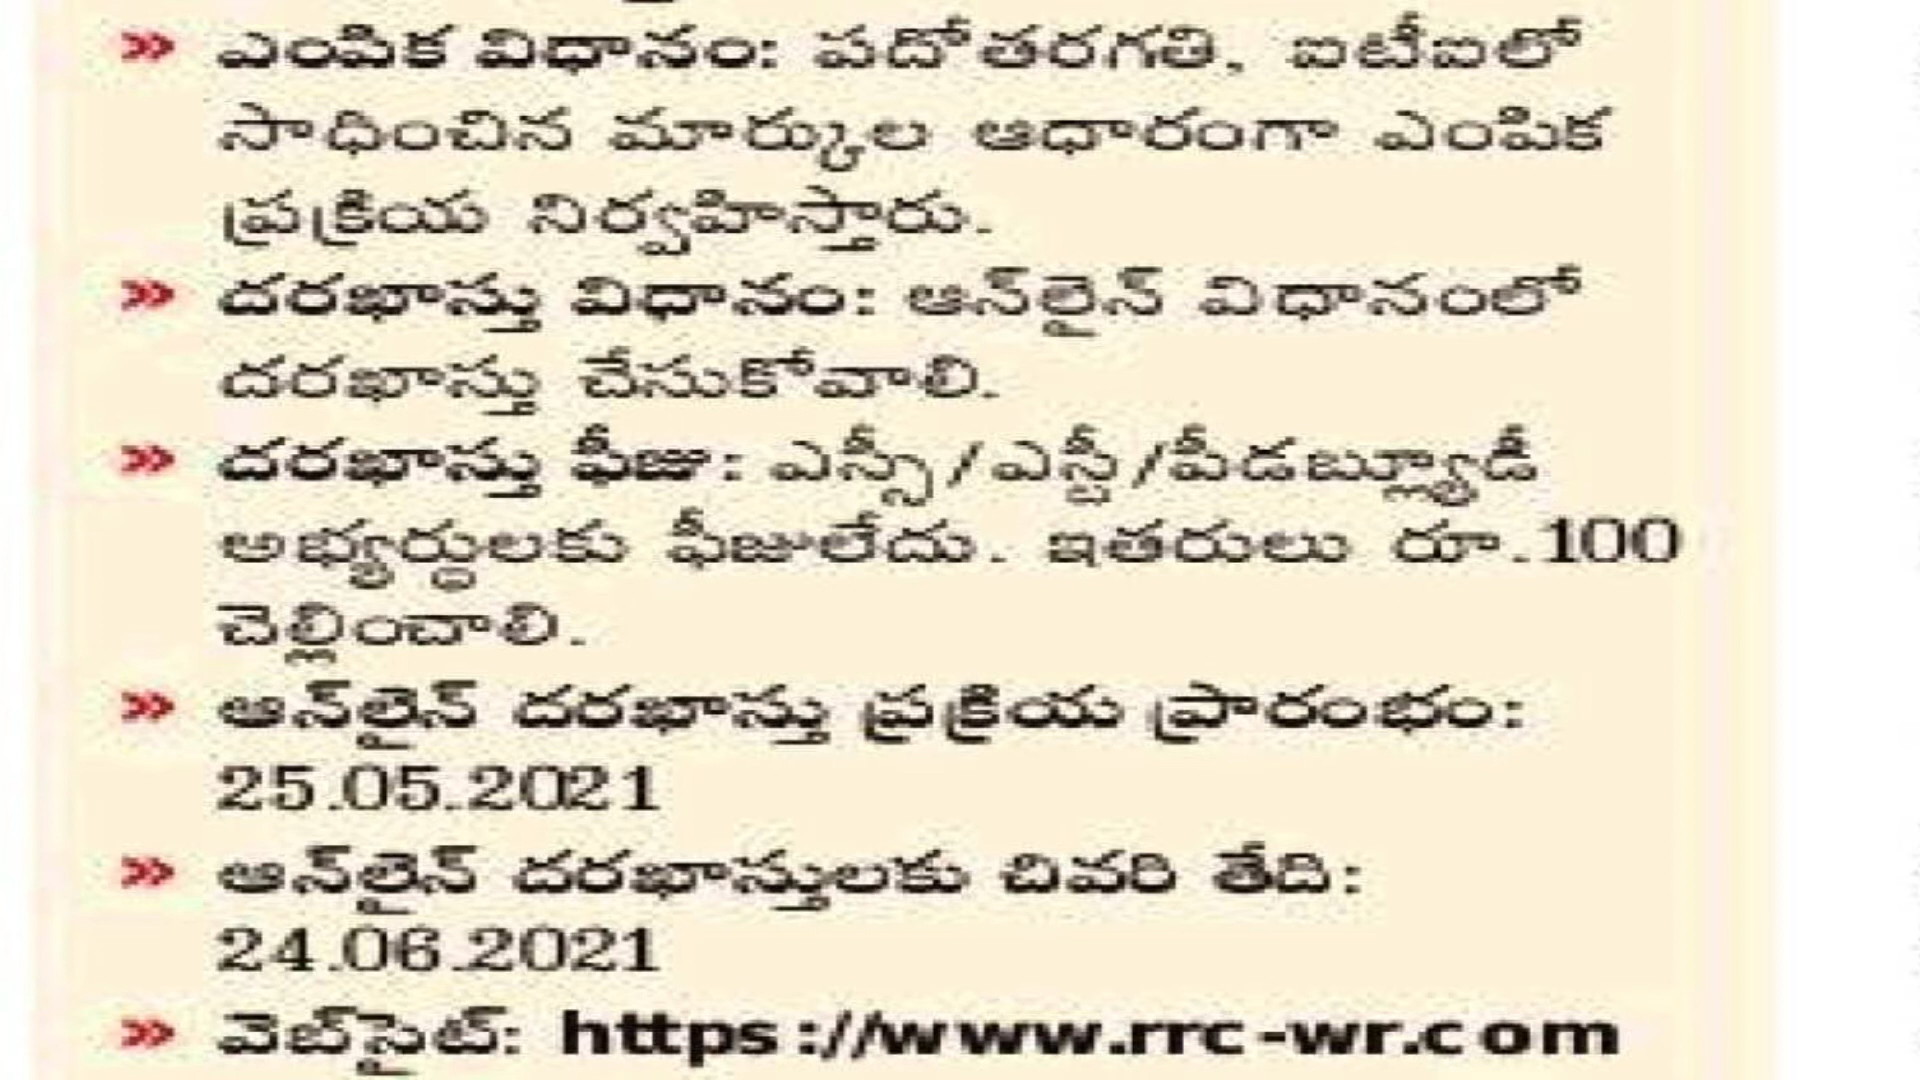 » ఎంపిక విధానం: పదోతరగతి, ఐటీఐలో
సాధించిన మార్కుల ఆధారంగా ఎంపిక
ప్రక్రియ నిర్వహిస్తారు.
» దరఖాస్తు విధానం: ఆన్‌లైన్ విధానంలో
దరఖాస్తు చేసుకోవాలి.
» దరఖాస్తు ఫీజు: ఎస్సీ/ఎస్టీ/పీడబ్ల్యూడీ
అభ్యర్థులకు ఫీజులేదు. ఇతరులు రూ.100
చెల్లించాలి.
» ఆన్‌లైన్ దరఖాస్తు ప్రక్రియ ప్రారంభం:
25.05.2021
» ఆన్‌లైన్ దరఖాస్తులకు చివరి తేది:
24.06.2021
» వెబ్‌సైట్: https://www.rrc-wr.com